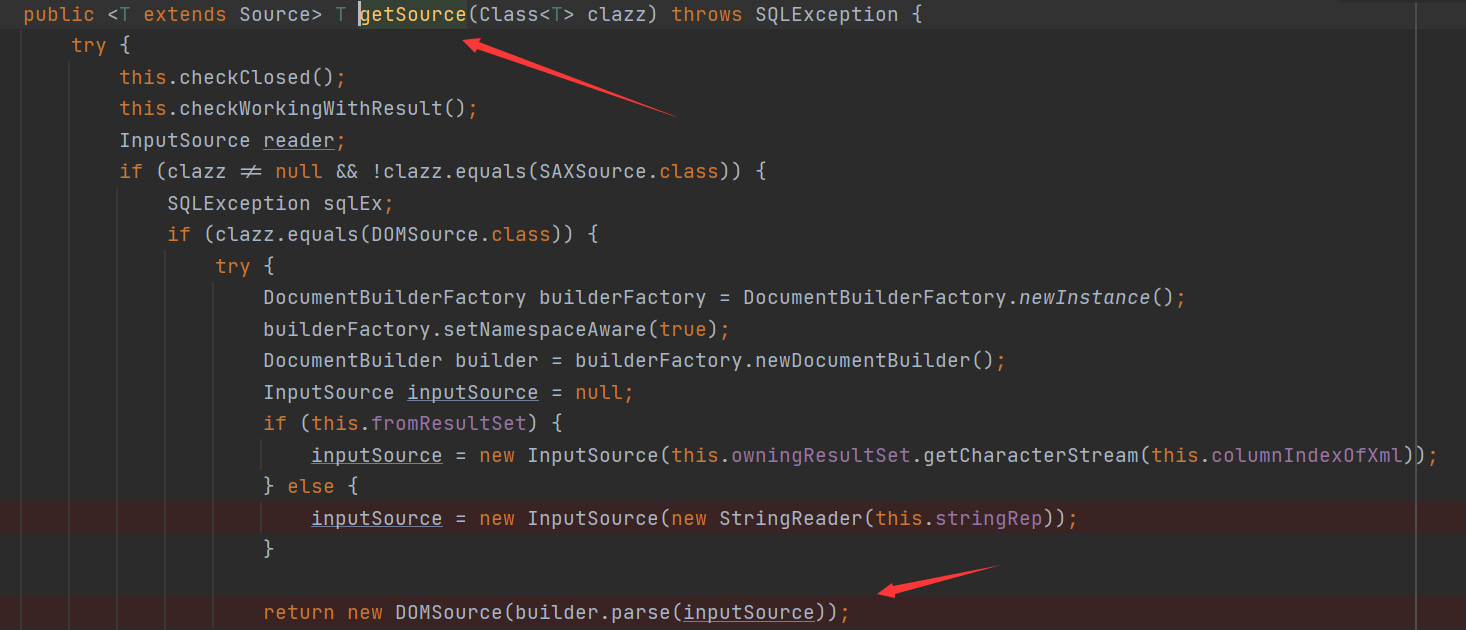 public <T extends Source> T getSource(Class<T> clazz) throws SQLException {
try {
this.checkClosed();
this.checkWorkingWithResult();
InputSource reader;
if (clazz ≠ null && !clazz.equals(SAXSource.class)) {
SQLException sqlEx;
if (clazz.equals(DOMSource.class)) {
try {
DocumentBuilderFactory builderFactory = DocumentBuilderFactory.newInstance();
builderFactory.setNamespaceAware(true);
DocumentBuilder builder = builderFactory.newDocumentBuilder();
InputSource inputSource = null;
if (this.fromResultSet) {
inputSource = new InputSource(this.owningResultSet.getCharacterStream(this.columnIndexOfXml));
} else {
inputSource = new InputSource(new StringReader(this.stringRep));
}
return new DOMSource(builder.parse(inputSource));